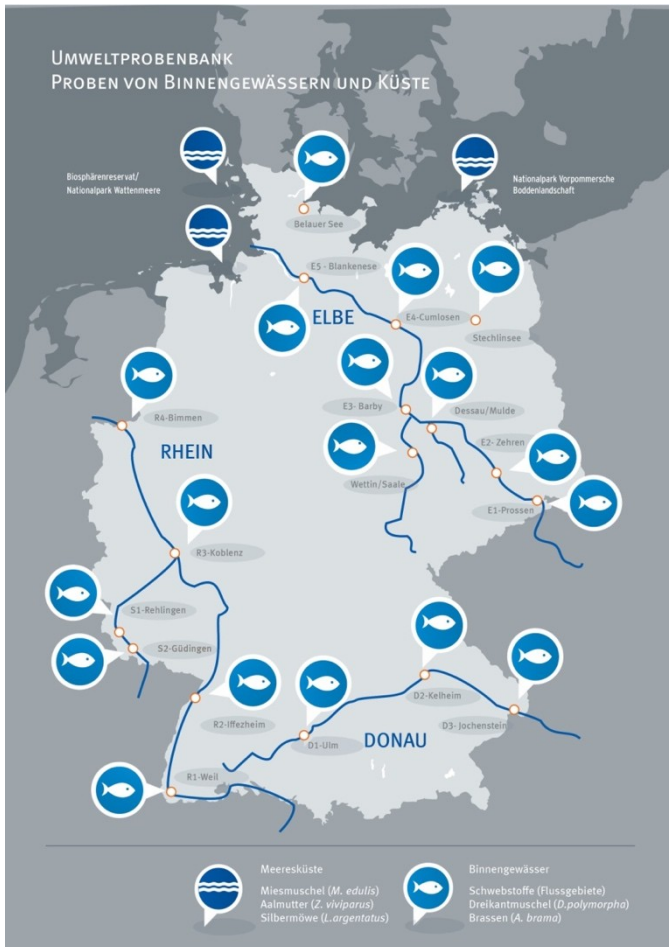 Umweltprobenbank
Proben von Binnengewässern und Küste
Biosphärenreservat/
Nationalpark Wattenmeere
Nationalpark Vorpommersche
Boddenlandschaft
Belauer See
E5 - Blankenese
ELBE
E4-Cumlosen
Stechlinsee
E3- Barby
Dessau/Mulde
R4-Bimmen
E2- Zehren
RHEIN
Wettin/Saale
E1-Prossen
R3-Koblenz
S1-Rehlingen
S2-Güdingen
D2-Kelheim
R2-Iffezheim
D3- Jochenstein
D1-Ulm
DONAU
R1-Weil
Meeresküste
Miesmuschel (M. edulis)
Aalmutter (Z. viviparus)
Silbermöwe (L.argentatus)
Binnengewässer
Schwebstoffe (Flussgebiete)
Dreikantmuschel (D.polymorpha)
Brassen (A. brama)